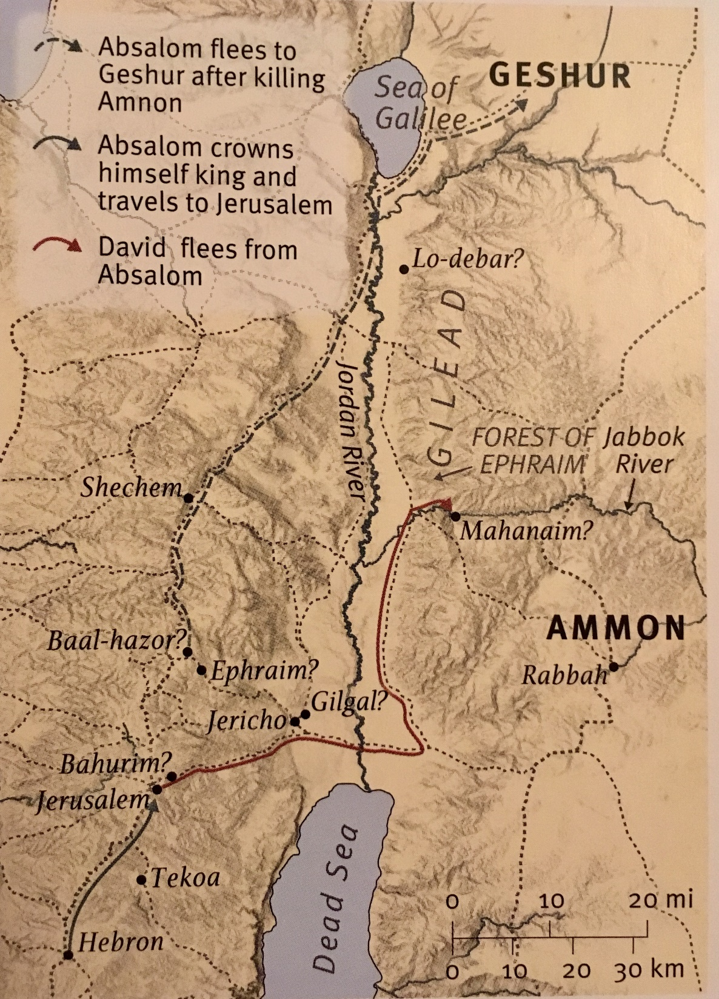 Absalom flees to
Geshur after killing
Amnon
Absalom crowns
himself king and
travels to Jerusalem
David flees from
Absalom
GESHUR
Sea of
Galilee
Lo-debar?
GILEAD
Jordan River
FOREST OF
EPHRAIM
Jabbok
River
Shechem
Mahanaim?
AMMON
Baal-hazor?
Ephraim?
Rabbah
Gilgal?
Jericho
Bahurim?
Jerusalem
Dead Sea
Tekoa
Hebron
0 10 20 mi
0 10 20 30 km